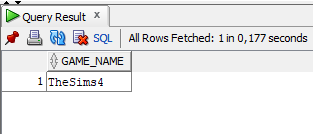 Query Result x
SQL | All Rows Fetched: 1 in 0,177 seconds
GAME_NAME
1 TheSims4